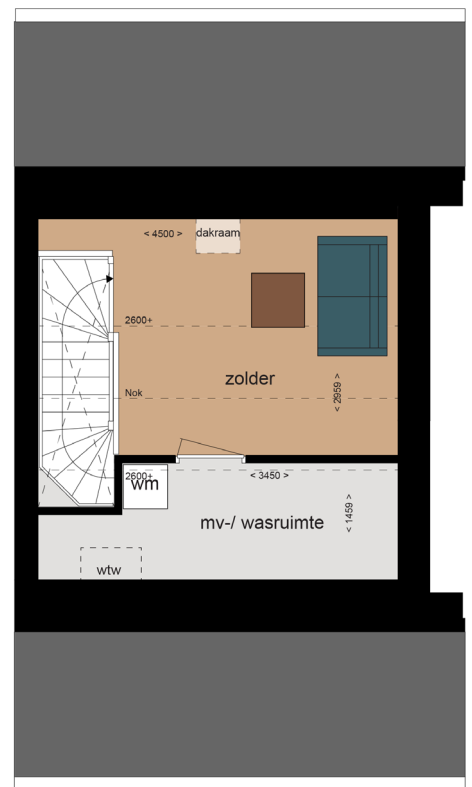 < 4500 >
dakraam
2600+
zolder
Nok
< 2959 >
2600+
wm
< 3450 >
mv-/ wasruimte
< 1459 >
wtw